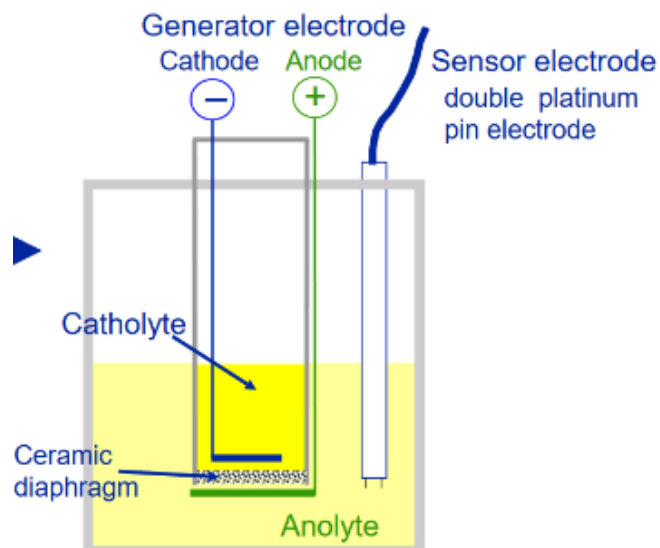 Generator electrode
Cathode Anode
− +
Sensor electrode
double platinum
pin electrode
Catholyte
Ceramic
diaphragm
Anolyte